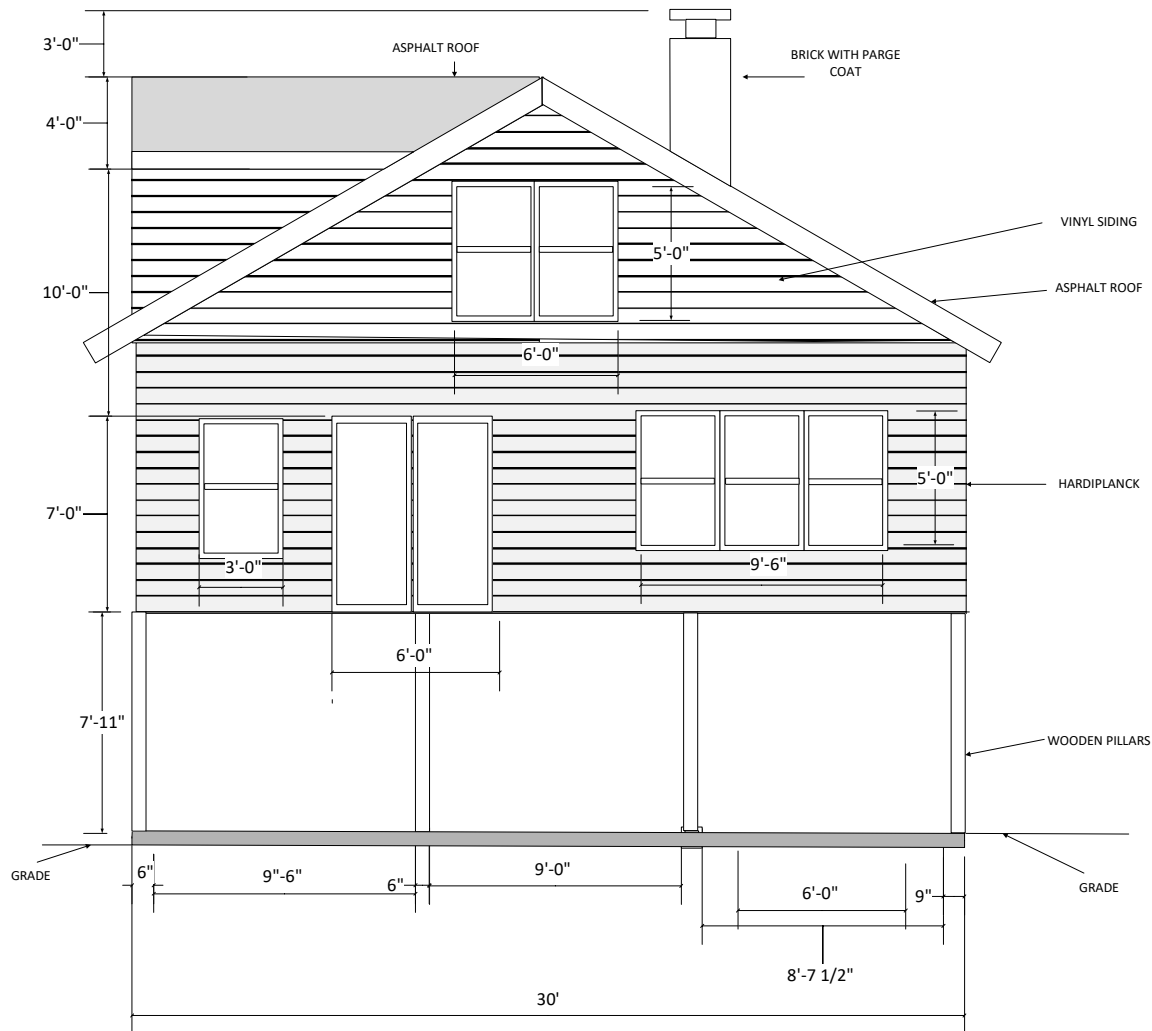 3'-0"
ASPHALT ROOF
BRICK WITH PARGE
COAT
4'-0"
VINYL SIDING
5'-0"
10'-0"
ASPHALT ROOF
6'-0"
5'-0"
HARDIPLANCK
7'-0"
3'-0"
9'-6"
6'-0"
7'-11"
WOODEN PILLARS
GRADE
6"
9"-6"
6"
9'-0"
6'-0"
9"
GRADE
8'-7 1/2"
30'